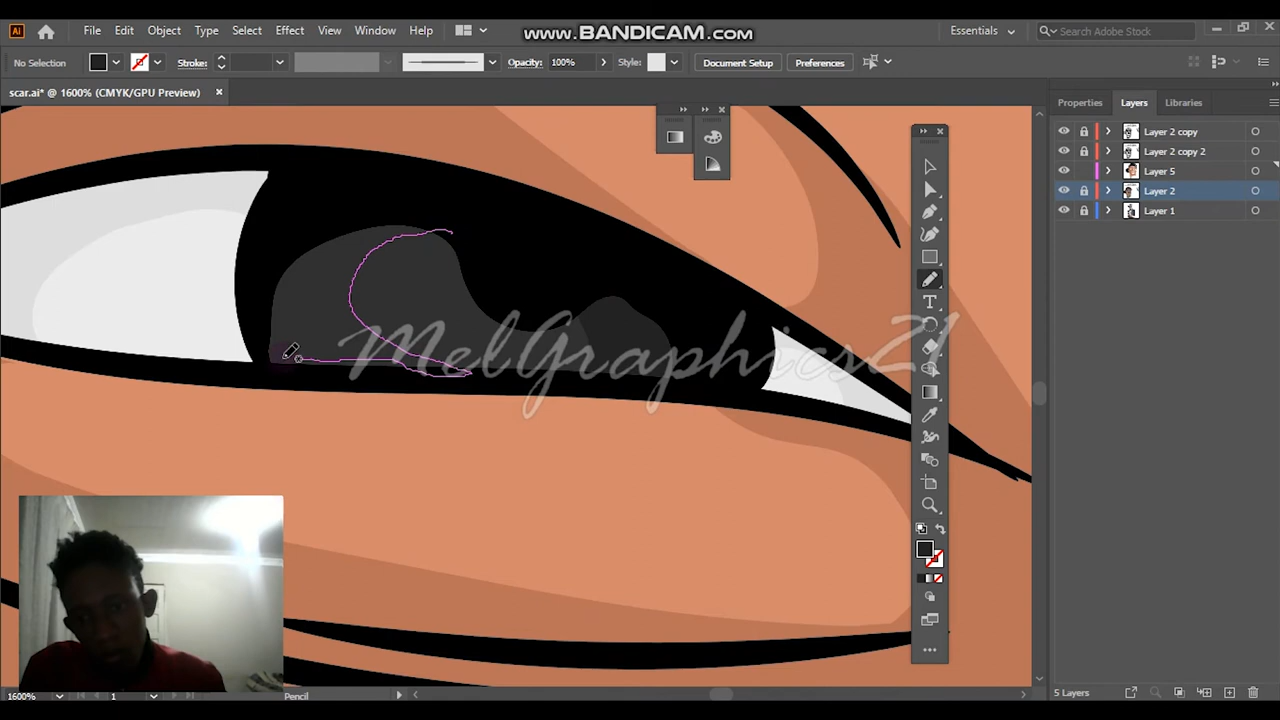 www.BANDICAM.com
Ai File Edit Object Type Select Effect View Window Help Essentials Search Adobe Stock
No Selection Stroke: Opacity: 100% Style: Document Setup Preferences
scar.ai* @ 1600% (CMYK/GPU Preview) ×
Properties Layers Libraries
Layer 2 copy
Layer 2 copy 2
Layer 5
Layer 2
Layer 1
MelGraphics21
1600% 1 Pencil 5 Layers